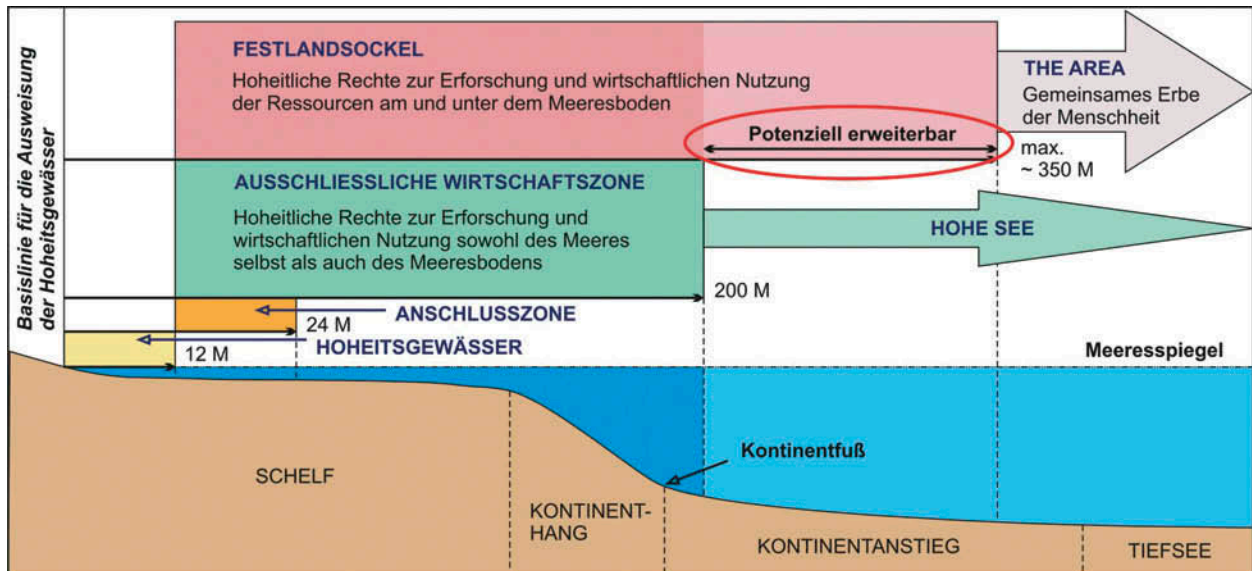 Basislinie für die Ausweisung
der Hoheitsgewässer
FESTLANDSOCKEL
Hoheitliche Rechte zur Erforschung und wirtschaftlichen Nutzung
der Ressourcen am und unter dem Meeresboden
Potenziell erweiterbar
THE AREA
Gemeinsames Erbe
der Menschheit
max.
~ 350 M
AUSSCHLIESSLICHE WIRTSCHAFTSZONE
Hoheitliche Rechte zur Erforschung und
wirtschaftlichen Nutzung sowohl des Meeres
selbst als auch des Meeresbodens
HOHE SEE
200 M
ANSCHLUSSZONE
24 M
HOHEITSGEWÄSSER
12 M
Meeresspiegel
Kontinentfuß
SCHELF
KONTINENT-
HANG
KONTINENTANSTIEG
TIEFSEE